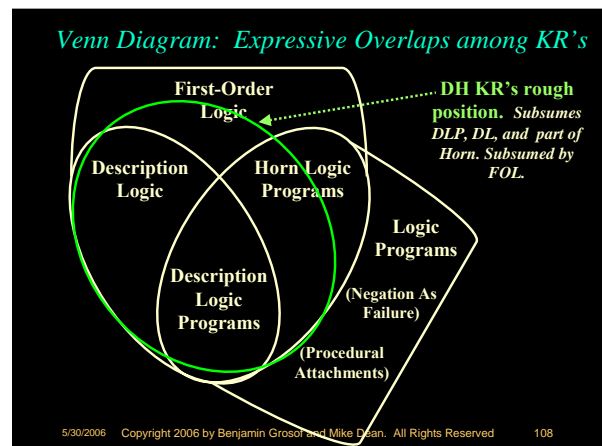 Venn Diagram: Expressive Overlaps among KR's
First-Order
Logic
DH KR's rough
position. Subsumes
DLP, DL, and part of
Horn. Subsumed by
FOL.
Description
Logic
Horn Logic
Programs
Logic
Programs
Description
Logic
Programs
(Negation As
Failure)
(Procedural
Attachments)
5/30/2006 Copyright 2006 by Benjamin Grosof and Mike Dean. All Rights Reserved 108